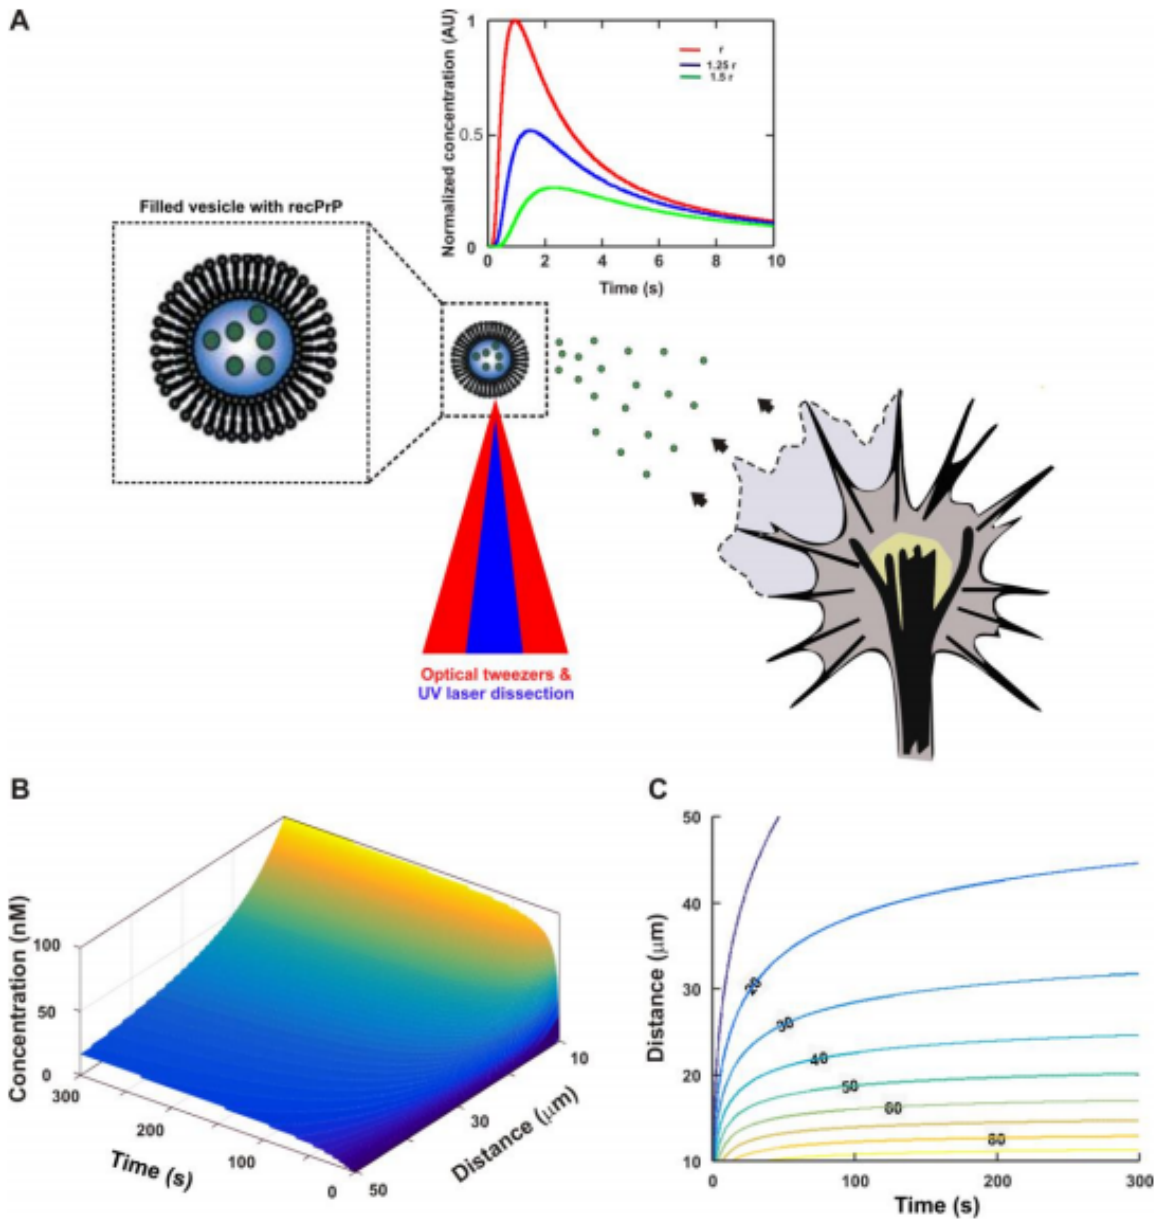 A
Normalized concentration (AU)
1
0.5
0
r
1.25 r
1.5 r
0 2 4 6 8 10
Time (s)
Filled vesicle with recPrP
Optical tweezers &
UV laser dissection
B
Concentration (nM)
100
50
0
300
200
100
0
Time (s)
10
30
50
Distance (μm)
C
Distance (μm)
50
40
30
20
10
20
30
40
50
60
80
0 100 200 300
Time (s)